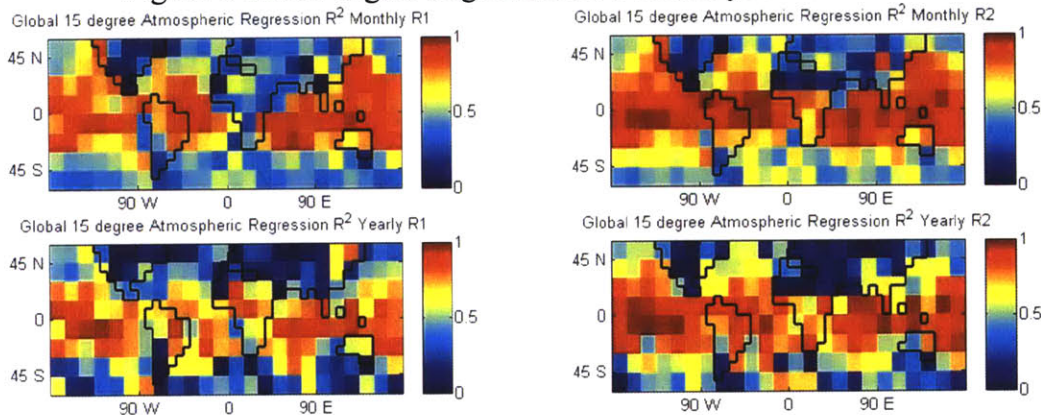 Global 15 degree Atmospheric Regression R² Monthly R1
45 N
0
45 S
90 W 0 90 E
1
0.5
0
Global 15 degree Atmospheric Regression R² Monthly R2
45 N
0
45 S
90 W 0 90 E
1
0.5
0
Global 15 degree Atmospheric Regression R² Yearly R1
45 N
0
45 S
90 W 0 90 E
1
0.5
0
Global 15 degree Atmospheric Regression R² Yearly R2
45 N
0
45 S
90 W 0 90 E
1
0.5
0